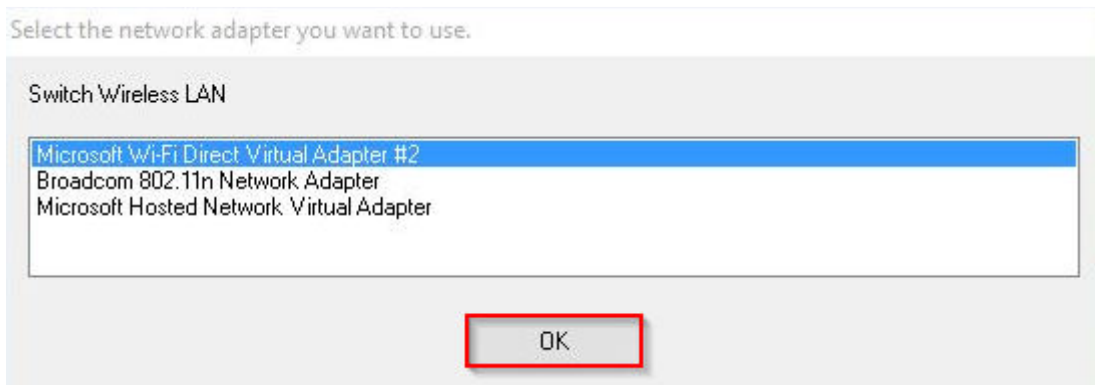 Select the network adapter you want to use.
Switch Wireless LAN
Microsoft Wi-Fi Direct Virtual Adapter #2
Broadcom 802.11n Network Adapter
Microsoft Hosted Network Virtual Adapter
OK